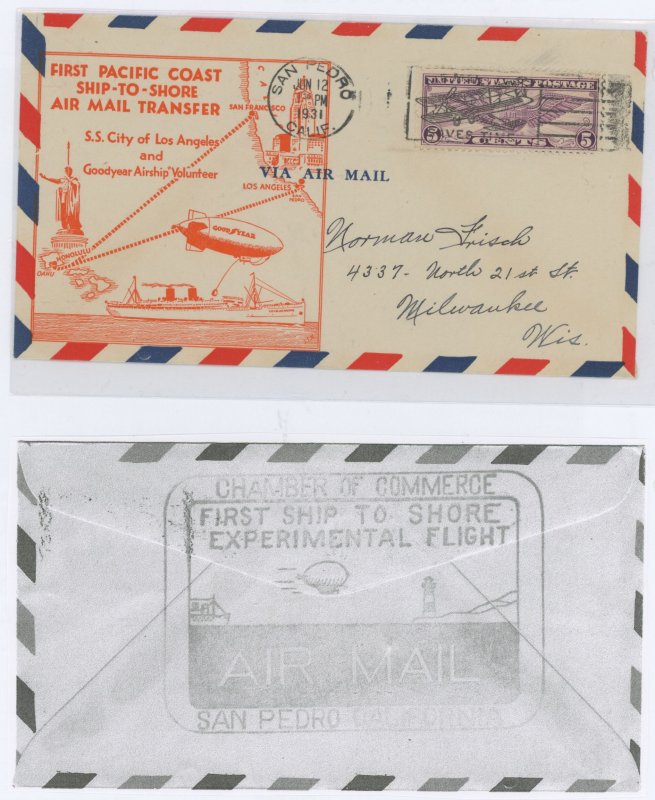 FIRST PACIFIC COAST
SHIP-TO-SHORE
AIR MAIL TRANSFER
S.S. City of Los Angeles
and
Goodyear Airship "Volunteer"
CAL
SAN FRANCISCO
LOS ANGELES
SAN PEDRO
HONOLULU
OAHU
GOODYEAR
SAN PEDRO
JUN 12
PM
1931
CALIF.
UNITED STATES POSTAGE
5 CENTS 5
VIA AIR MAIL
Norman Frisch
4337- North 21st St.
Milwaukee
Wis.
CHAMBER OF COMMERCE
FIRST SHIP TO SHORE
EXPERIMENTAL FLIGHT
AIR MAIL
SAN PEDRO CALIFORNIA